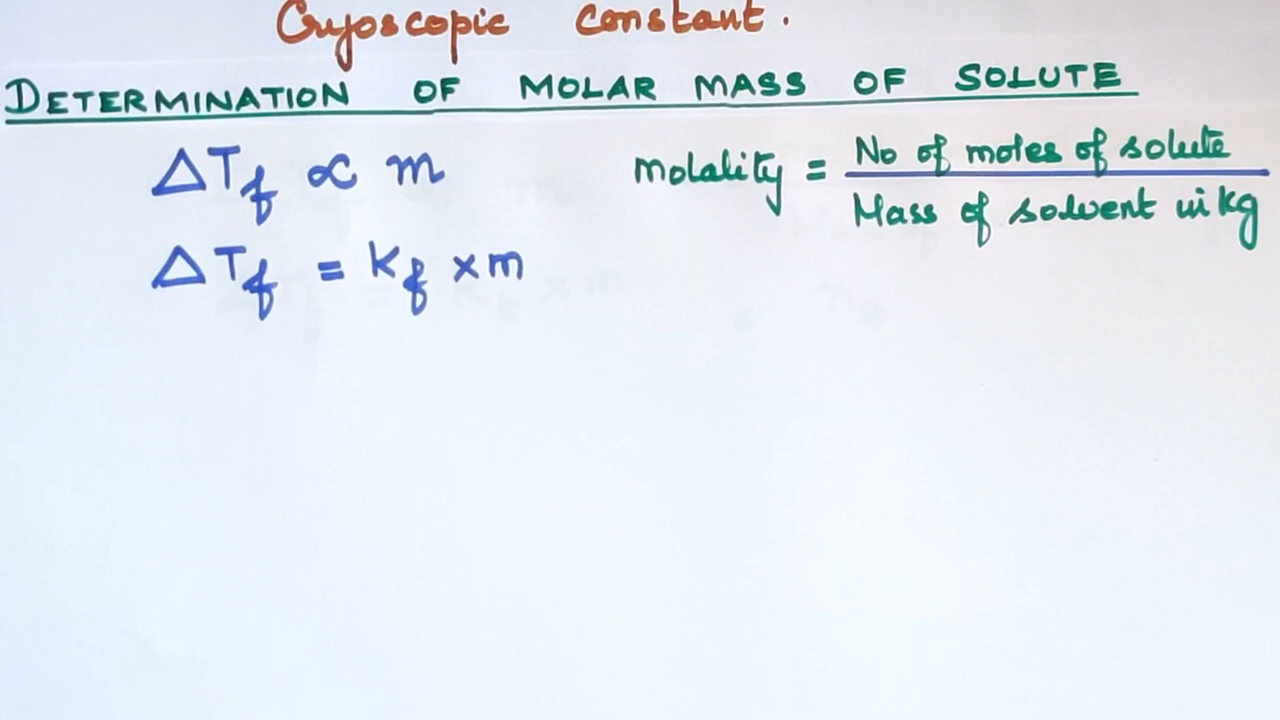 Cryoscopic constant.
DETERMINATION OF MOLAR MASS OF SOLUTE
ΔTf ∝ m
molality = No of moles of solute
Mass of solvent in kg
ΔTf = Kf × m